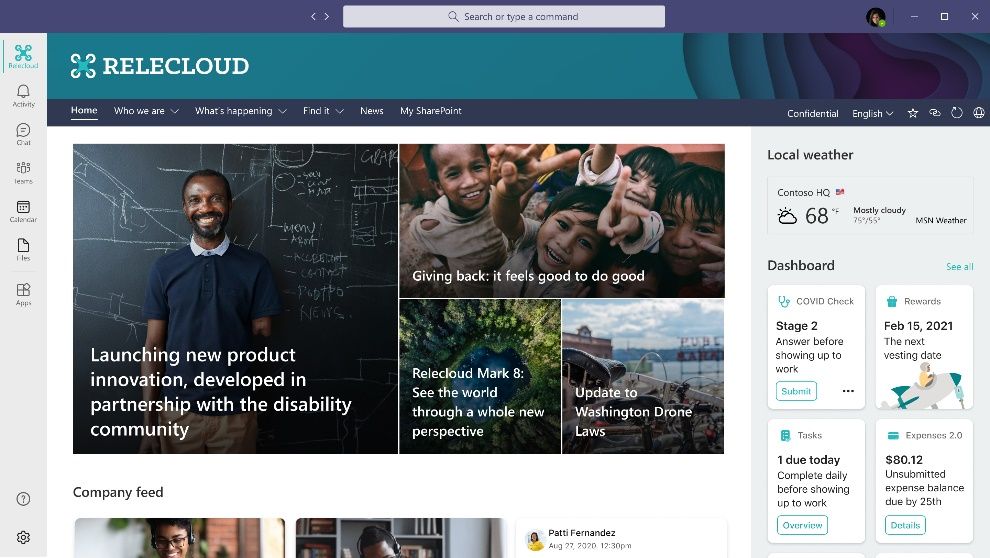 Search or type a command
Relecloud
Activity
Chat
Teams
Calendar
Files
Apps
RELECLOUD
Home
Who we are
What's happening
Find it
News
My SharePoint
Confidential
English
Launching new product
innovation, developed in
partnership with the disability
community
Giving back: it feels good to do good
Relecloud Mark 8:
See the world
through a whole new
perspective
Update to
Washington Drone
Laws
Local weather
Contoso HQ
68 °F
Mostly cloudy
75°/55°
MSN Weather
Dashboard
See all
COVID Check
Stage 2
Answer before
showing up to
work
Submit
Rewards
Feb 15, 2021
The next
vesting date
Tasks
1 due today
Complete daily
before showing
up to work
Overview
Expenses 2.0
$80.12
Unsubmitted
expense balance
due by 25th
Details
Company feed
Patti Fernandez
Aug 27, 2020, 12:30pm